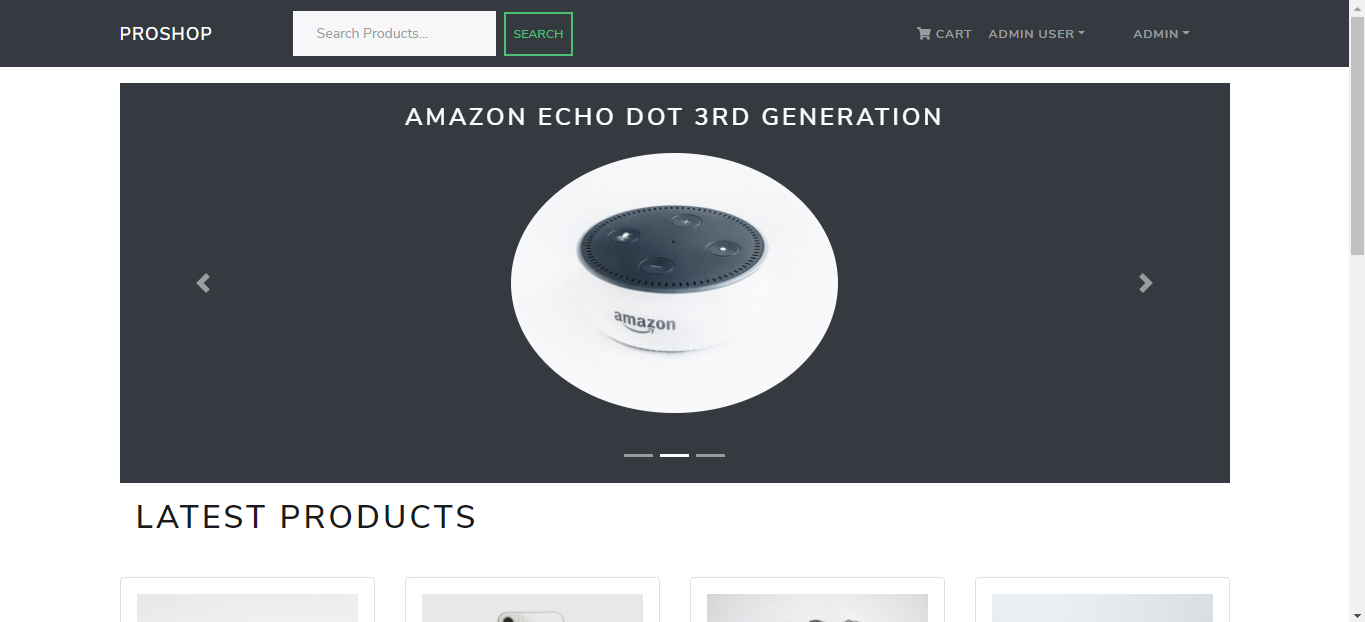 PROSHOP
Search Products...
SEARCH
CART
ADMIN USER
ADMIN
AMAZON ECHO DOT 3RD GENERATION
amazon
LATEST PRODUCTS